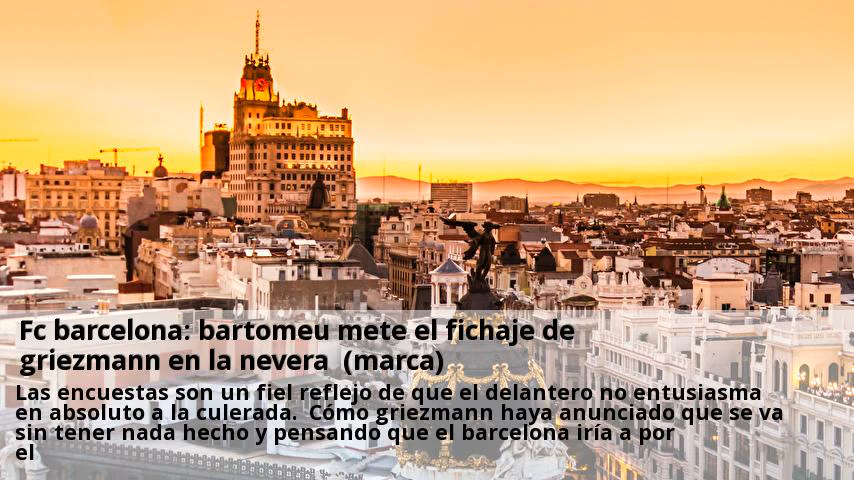 Fc barcelona: bartomeu mete el fichaje de
griezmann en la nevera  (marca)
Las encuestas son un fiel reflejo de que el delantero no entusiasma
en absoluto a la culerada.  Cómo griezmann haya anunciado que se va
sin tener nada hecho y pensando que el barcelona iría a por
el